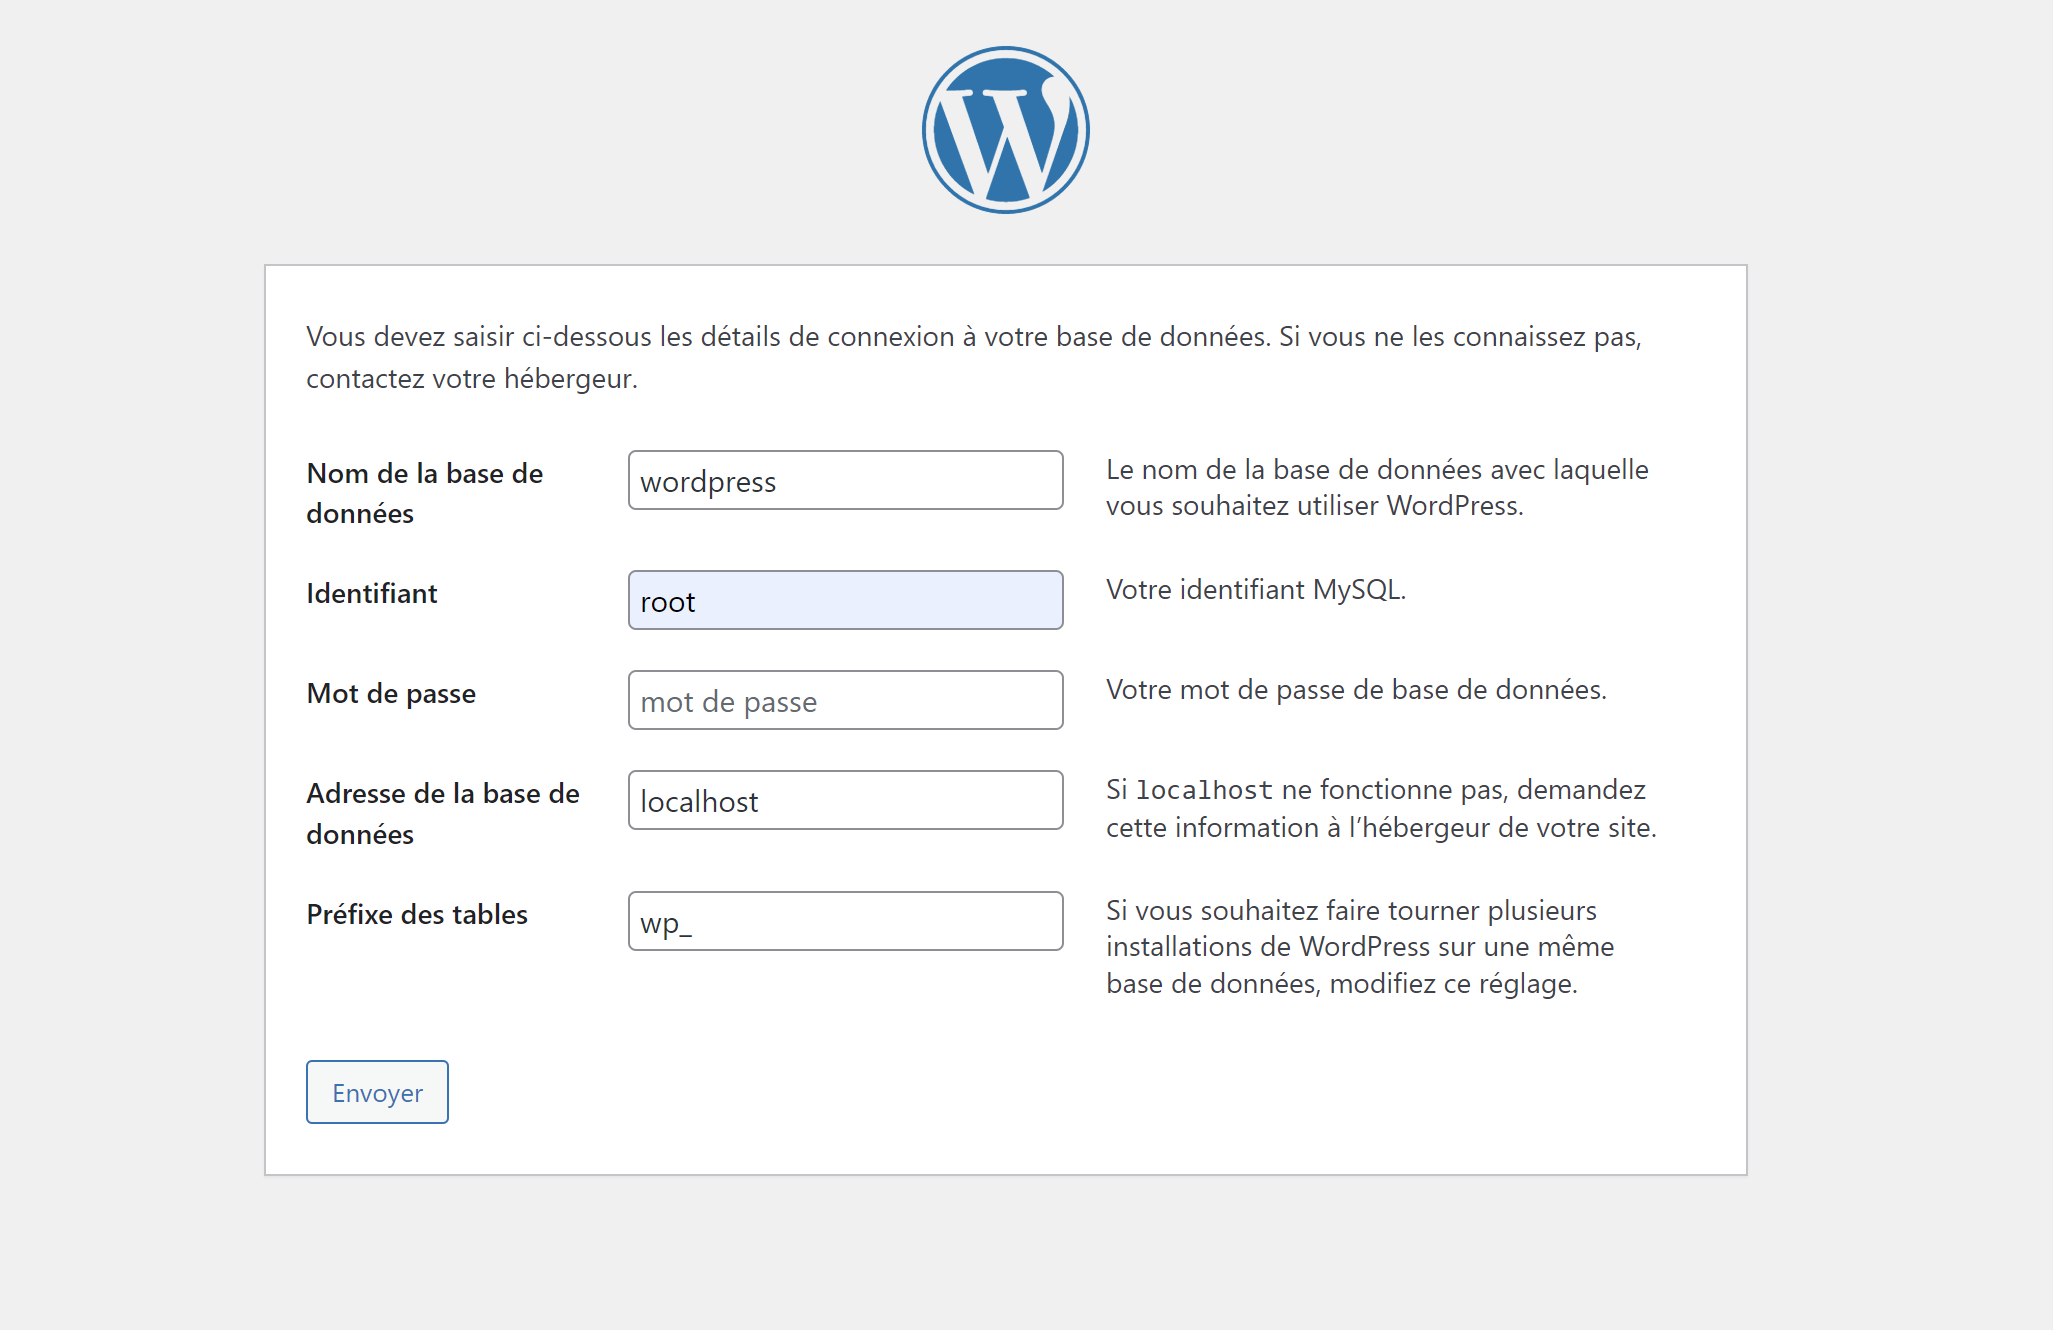 Vous devez saisir ci-dessous les détails de connexion à votre base de données. Si vous ne les connaissez pas,
contactez votre hébergeur.
Nom de la base de
données
wordpress
Le nom de la base de données avec laquelle
vous souhaitez utiliser WordPress.
Identifiant
root
Votre identifiant MySQL.
Mot de passe
mot de passe
Votre mot de passe de base de données.
Adresse de la base de
données
localhost
Si localhost ne fonctionne pas, demandez
cette information à l’hébergeur de votre site.
Préfixe des tables
wp_
Si vous souhaitez faire tourner plusieurs
installations de WordPress sur une même
base de données, modifiez ce réglage.
Envoyer